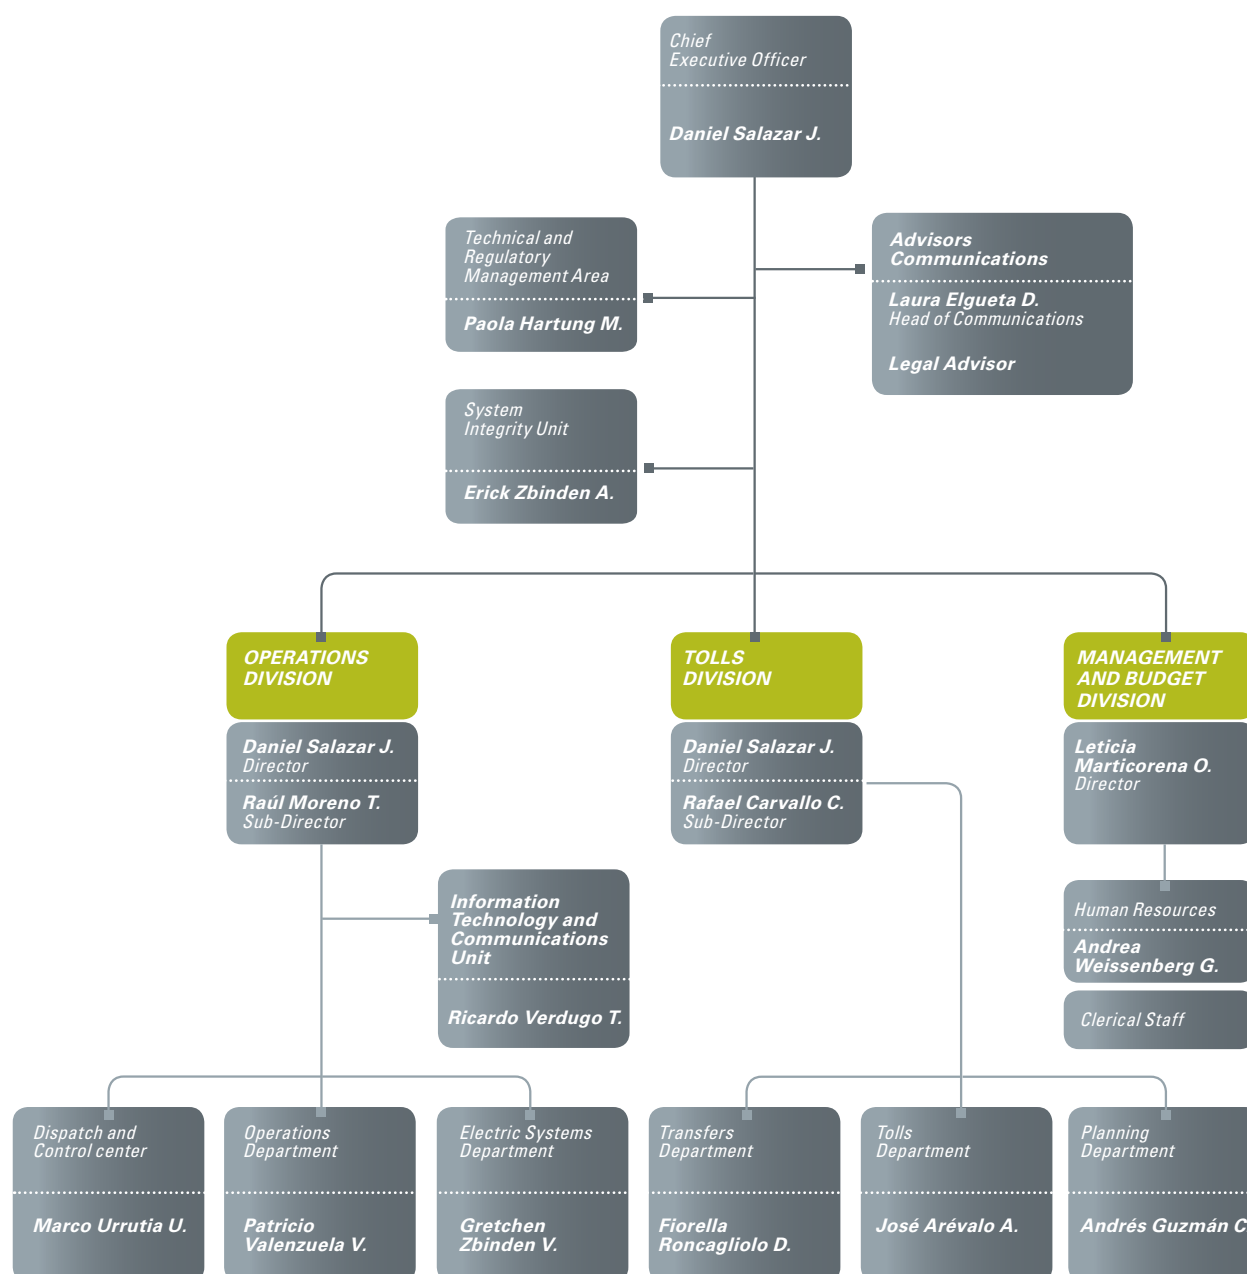 Chief
Executive Officer
Daniel Salazar J.
Technical and
Regulatory
Management Area
Paola Hartung M.
Advisors
Communications
Laura Elgueta D.
Head of Communications
Legal Advisor
System
Integrity Unit
Erick Zbinden A.
OPERATIONS
DIVISION
Daniel Salazar J.
Director
Raúl Moreno T.
Sub-Director
TOLLS
DIVISION
Daniel Salazar J.
Director
Rafael Carvallo C.
Sub-Director
MANAGEMENT
AND BUDGET
DIVISION
Leticia
Marticorena O.
Director
Information
Technology and
Communications
Unit
Ricardo Verdugo T.
Human Resources
Andrea
Weissenberg G.
Clerical Staff
Dispatch and
Control center
Marco Urrutia U.
Operations
Department
Patricio
Valenzuela V.
Electric Systems
Department
Gretchen
Zbinden V.
Transfers
Department
Fiorella
Roncagliolo D.
Tolls
Department
José Arévalo A.
Planning
Department
Andrés Guzmán C